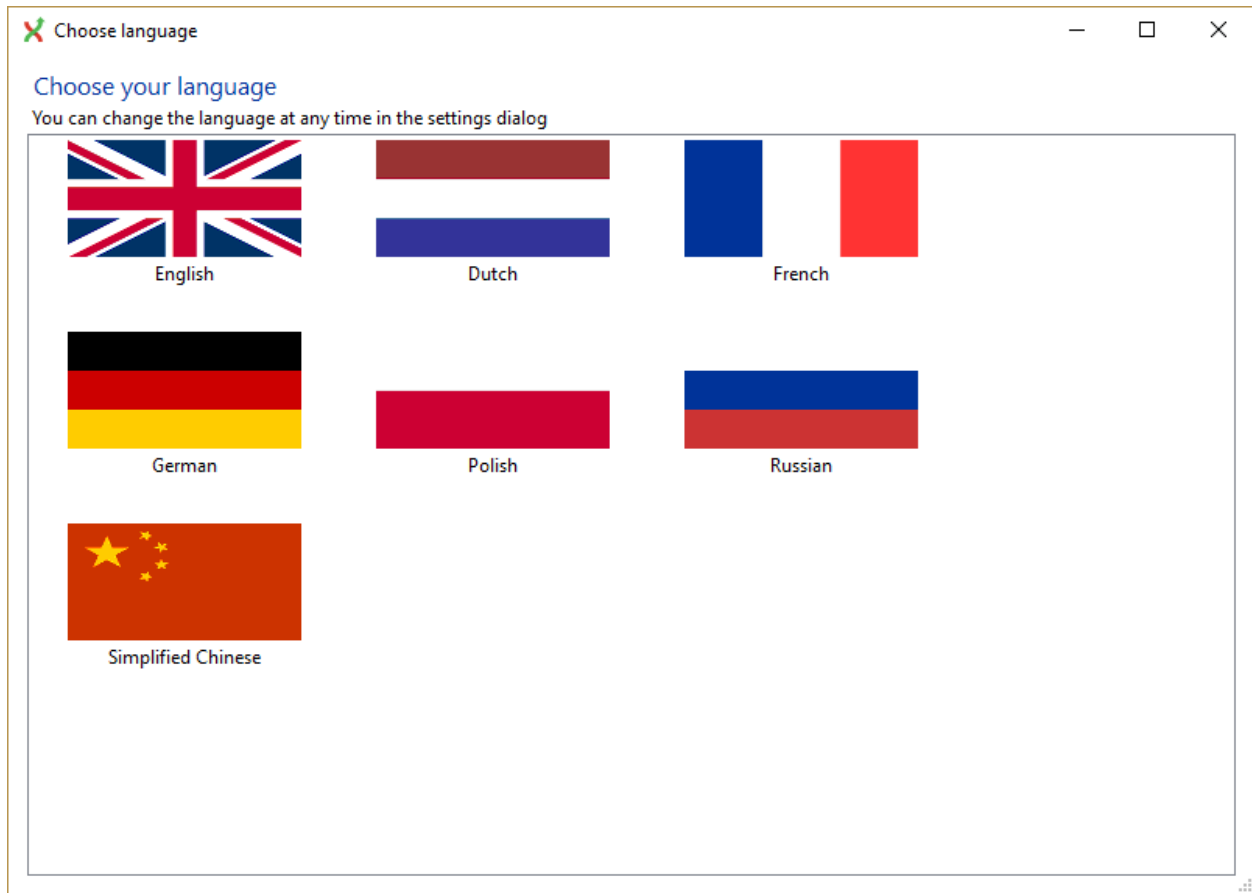 Choose language
Choose your language
You can change the language at any time in the settings dialog
English
Dutch
French
German
Polish
Russian
Simplified Chinese